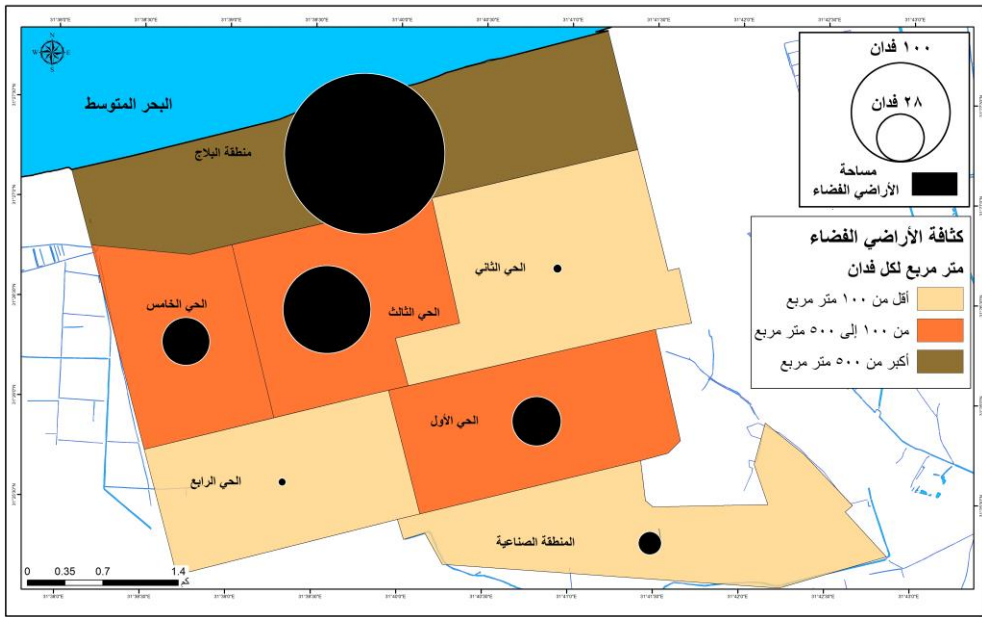 N
W E
S
البحر المتوسط
منطقة البلاج
الحي الثاني
الحي الثالث
الحي الخامس
الحي الأول
الحي الرابع
المنطقة الصناعية
١٠٠ فدان
٢٨ فدان
مساحة
الأراضي الفضاء
كثافة الأراضي الفضاء
متر مربع لكل فدان
أقل من ١٠٠ متر مربع
من ١٠٠ إلى ٥٠٠ متر مربع
أكبر من ٥٠٠ متر مربع
0 0.35 0.7 1.4
كم